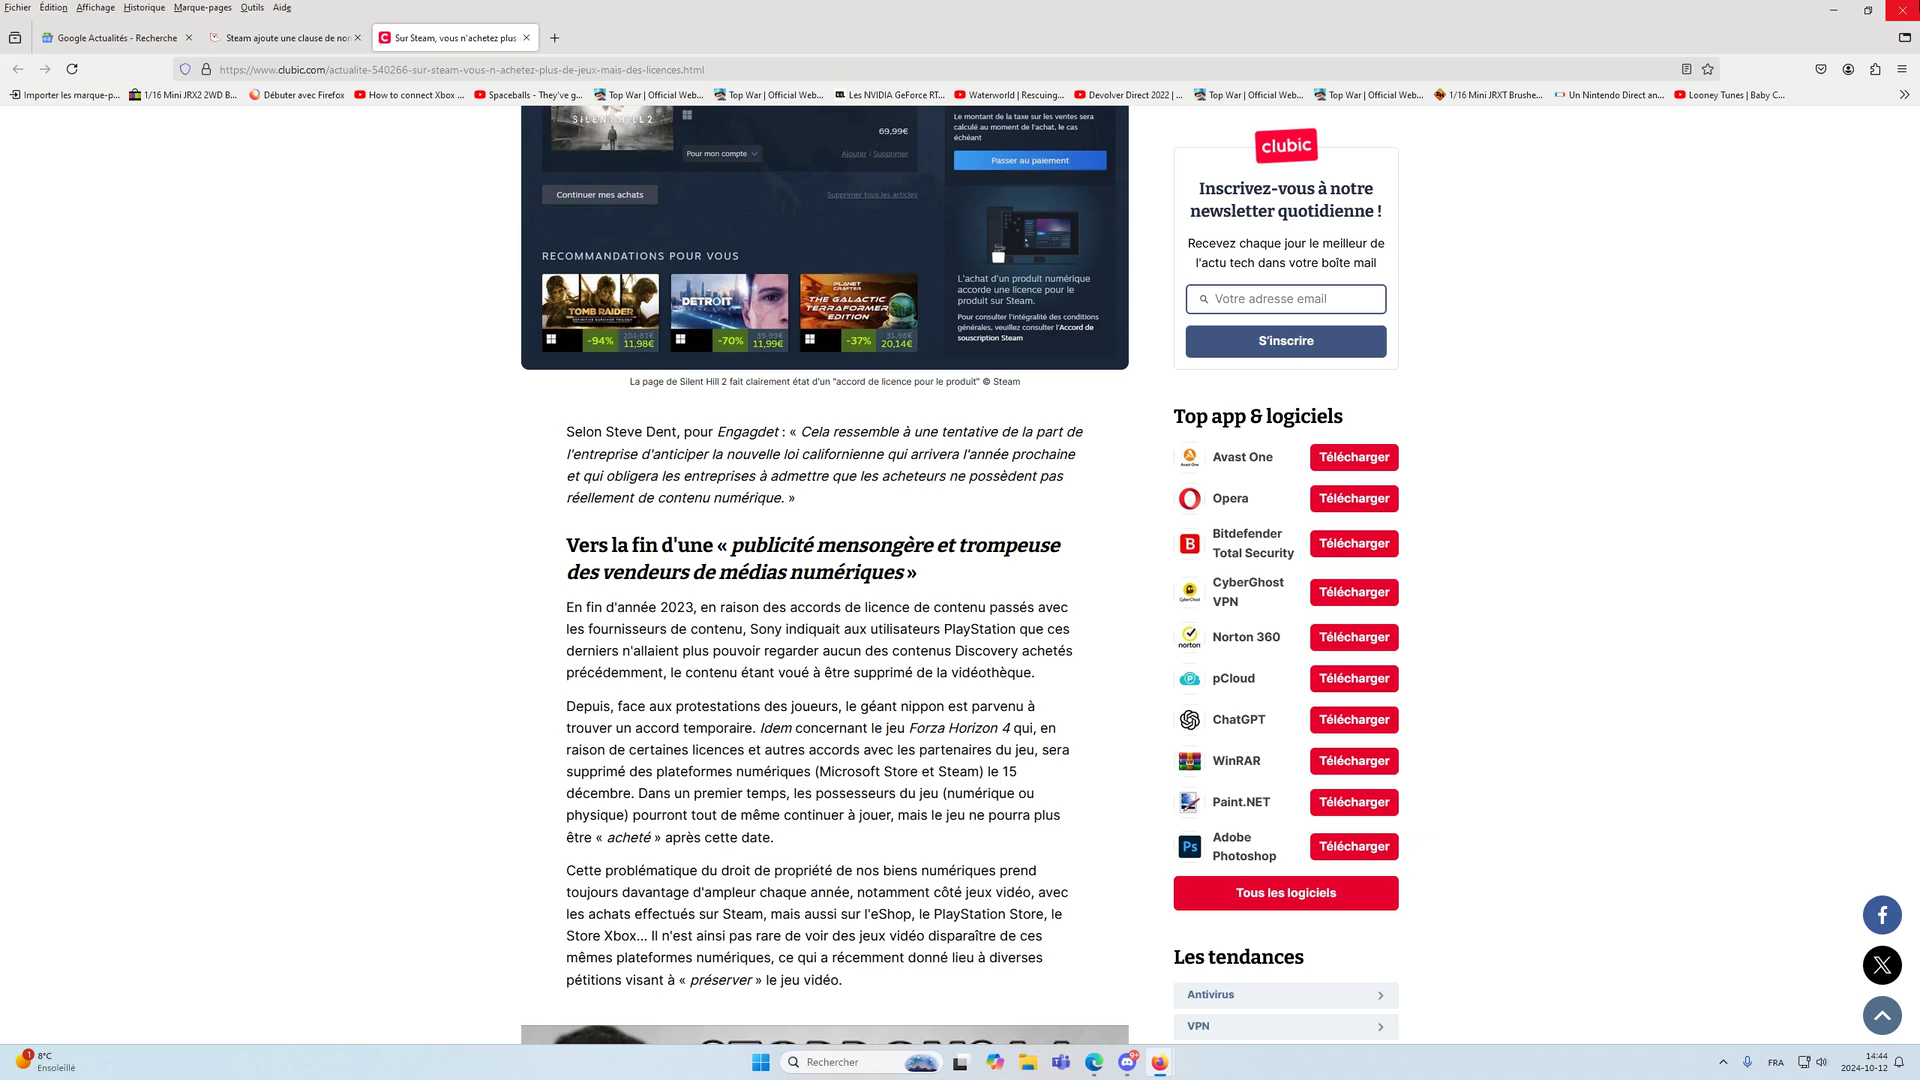 Fichier Édition Affichage Historique Marque-pages Outils Aide
Google Actualités - Recherche
Steam ajoute une clause de non
Sur Steam, vous n'achetez plus
https://www.clubic.com/actualite-540266-sur-steam-vous-n-achetez-plus-de-jeux-mais-des-licences.html
Importer les marque-p...
1/16 Mini JRX2 2WD B...
Débuter avec Firefox
How to connect Xbox ...
Spaceballs - They've g...
Top War | Official Web...
Top War | Official Web...
Les NVIDIA GeForce RT...
Waterworld | Rescuing...
Devolver Direct 2022 | ...
Top War | Official Web...
Top War | Official Web...
1/16 Mini JRXT Brushe...
Un Nintendo Direct an...
Looney Tunes | Baby C...
SILENT HILL 2
69,99€
Pour mon compte
Ajouter | Supprimer
Continuer mes achats
Supprimer tous les articles
Le montant de la taxe sur les ventes sera
calculé au moment de l'achat, le cas
échéant
Passer au paiement
RECOMMANDATIONS POUR VOUS
TOMB RAIDER
-94%
11,98€
DETROIT
-70%
39,99€
11,99€
PLANET CRAFTER
THE GALACTIC
TERRAFORMER
EDITION
-37%
31,98€
20,14€
L'achat d'un produit numérique
accorde une licence pour le
produit sur Steam.
Pour consulter l'intégralité des conditions
générales, veuillez consulter l'Accord de
souscription Steam
La page de Silent Hill 2 fait clairement état d'un "accord de licence pour le produit" © Steam
Selon Steve Dent, pour Engagdet : « Cela ressemble à une tentative de la part de
l'entreprise d'anticiper la nouvelle loi californienne qui arrivera l'année prochaine
et qui obligera les entreprises à admettre que les acheteurs ne possèdent pas
réellement de contenu numérique. »
Vers la fin d'une « publicité mensongère et trompeuse
des vendeurs de médias numériques »
En fin d'année 2023, en raison des accords de licence de contenu passés avec
les fournisseurs de contenu, Sony indiquait aux utilisateurs PlayStation que ces
derniers n'allaient plus pouvoir regarder aucun des contenus Discovery achetés
précédemment, le contenu étant voué à être supprimé de la vidéothèque.
Depuis, face aux protestations des joueurs, le géant nippon est parvenu à
trouver un accord temporaire. Idem concernant le jeu Forza Horizon 4 qui, en
raison de certaines licences et autres accords avec les partenaires du jeu, sera
supprimé des plateformes numériques (Microsoft Store et Steam) le 15
décembre. Dans un premier temps, les possesseurs du jeu (numérique ou
physique) pourront tout de même continuer à jouer, mais le jeu ne pourra plus
être « acheté » après cette date.
Cette problématique du droit de propriété de nos biens numériques prend
toujours davantage d'ampleur chaque année, notamment côté jeux vidéo, avec
les achats effectués sur Steam, mais aussi sur l'eShop, le PlayStation Store, le
Store Xbox... Il n'est ainsi pas rare de voir des jeux vidéo disparaître de ces
mêmes plateformes numériques, ce qui a récemment donné lieu à diverses
pétitions visant à « préserver » le jeu vidéo.
clubic
Inscrivez-vous à notre
newsletter quotidienne !
Recevez chaque jour le meilleur de
l'actu tech dans votre boîte mail
Votre adresse email
S'inscrire
Top app & logiciels
Avast One Télécharger
Opera Télécharger
Bitdefender
Total Security Télécharger
CyberGhost
VPN Télécharger
Norton 360 Télécharger
pCloud Télécharger
ChatGPT Télécharger
WinRAR Télécharger
Paint.NET Télécharger
Adobe
Photoshop Télécharger
Tous les logiciels
Les tendances
Antivirus
VPN
8°C
Ensoleillé
Rechercher
FRA
14:44
2024-10-12